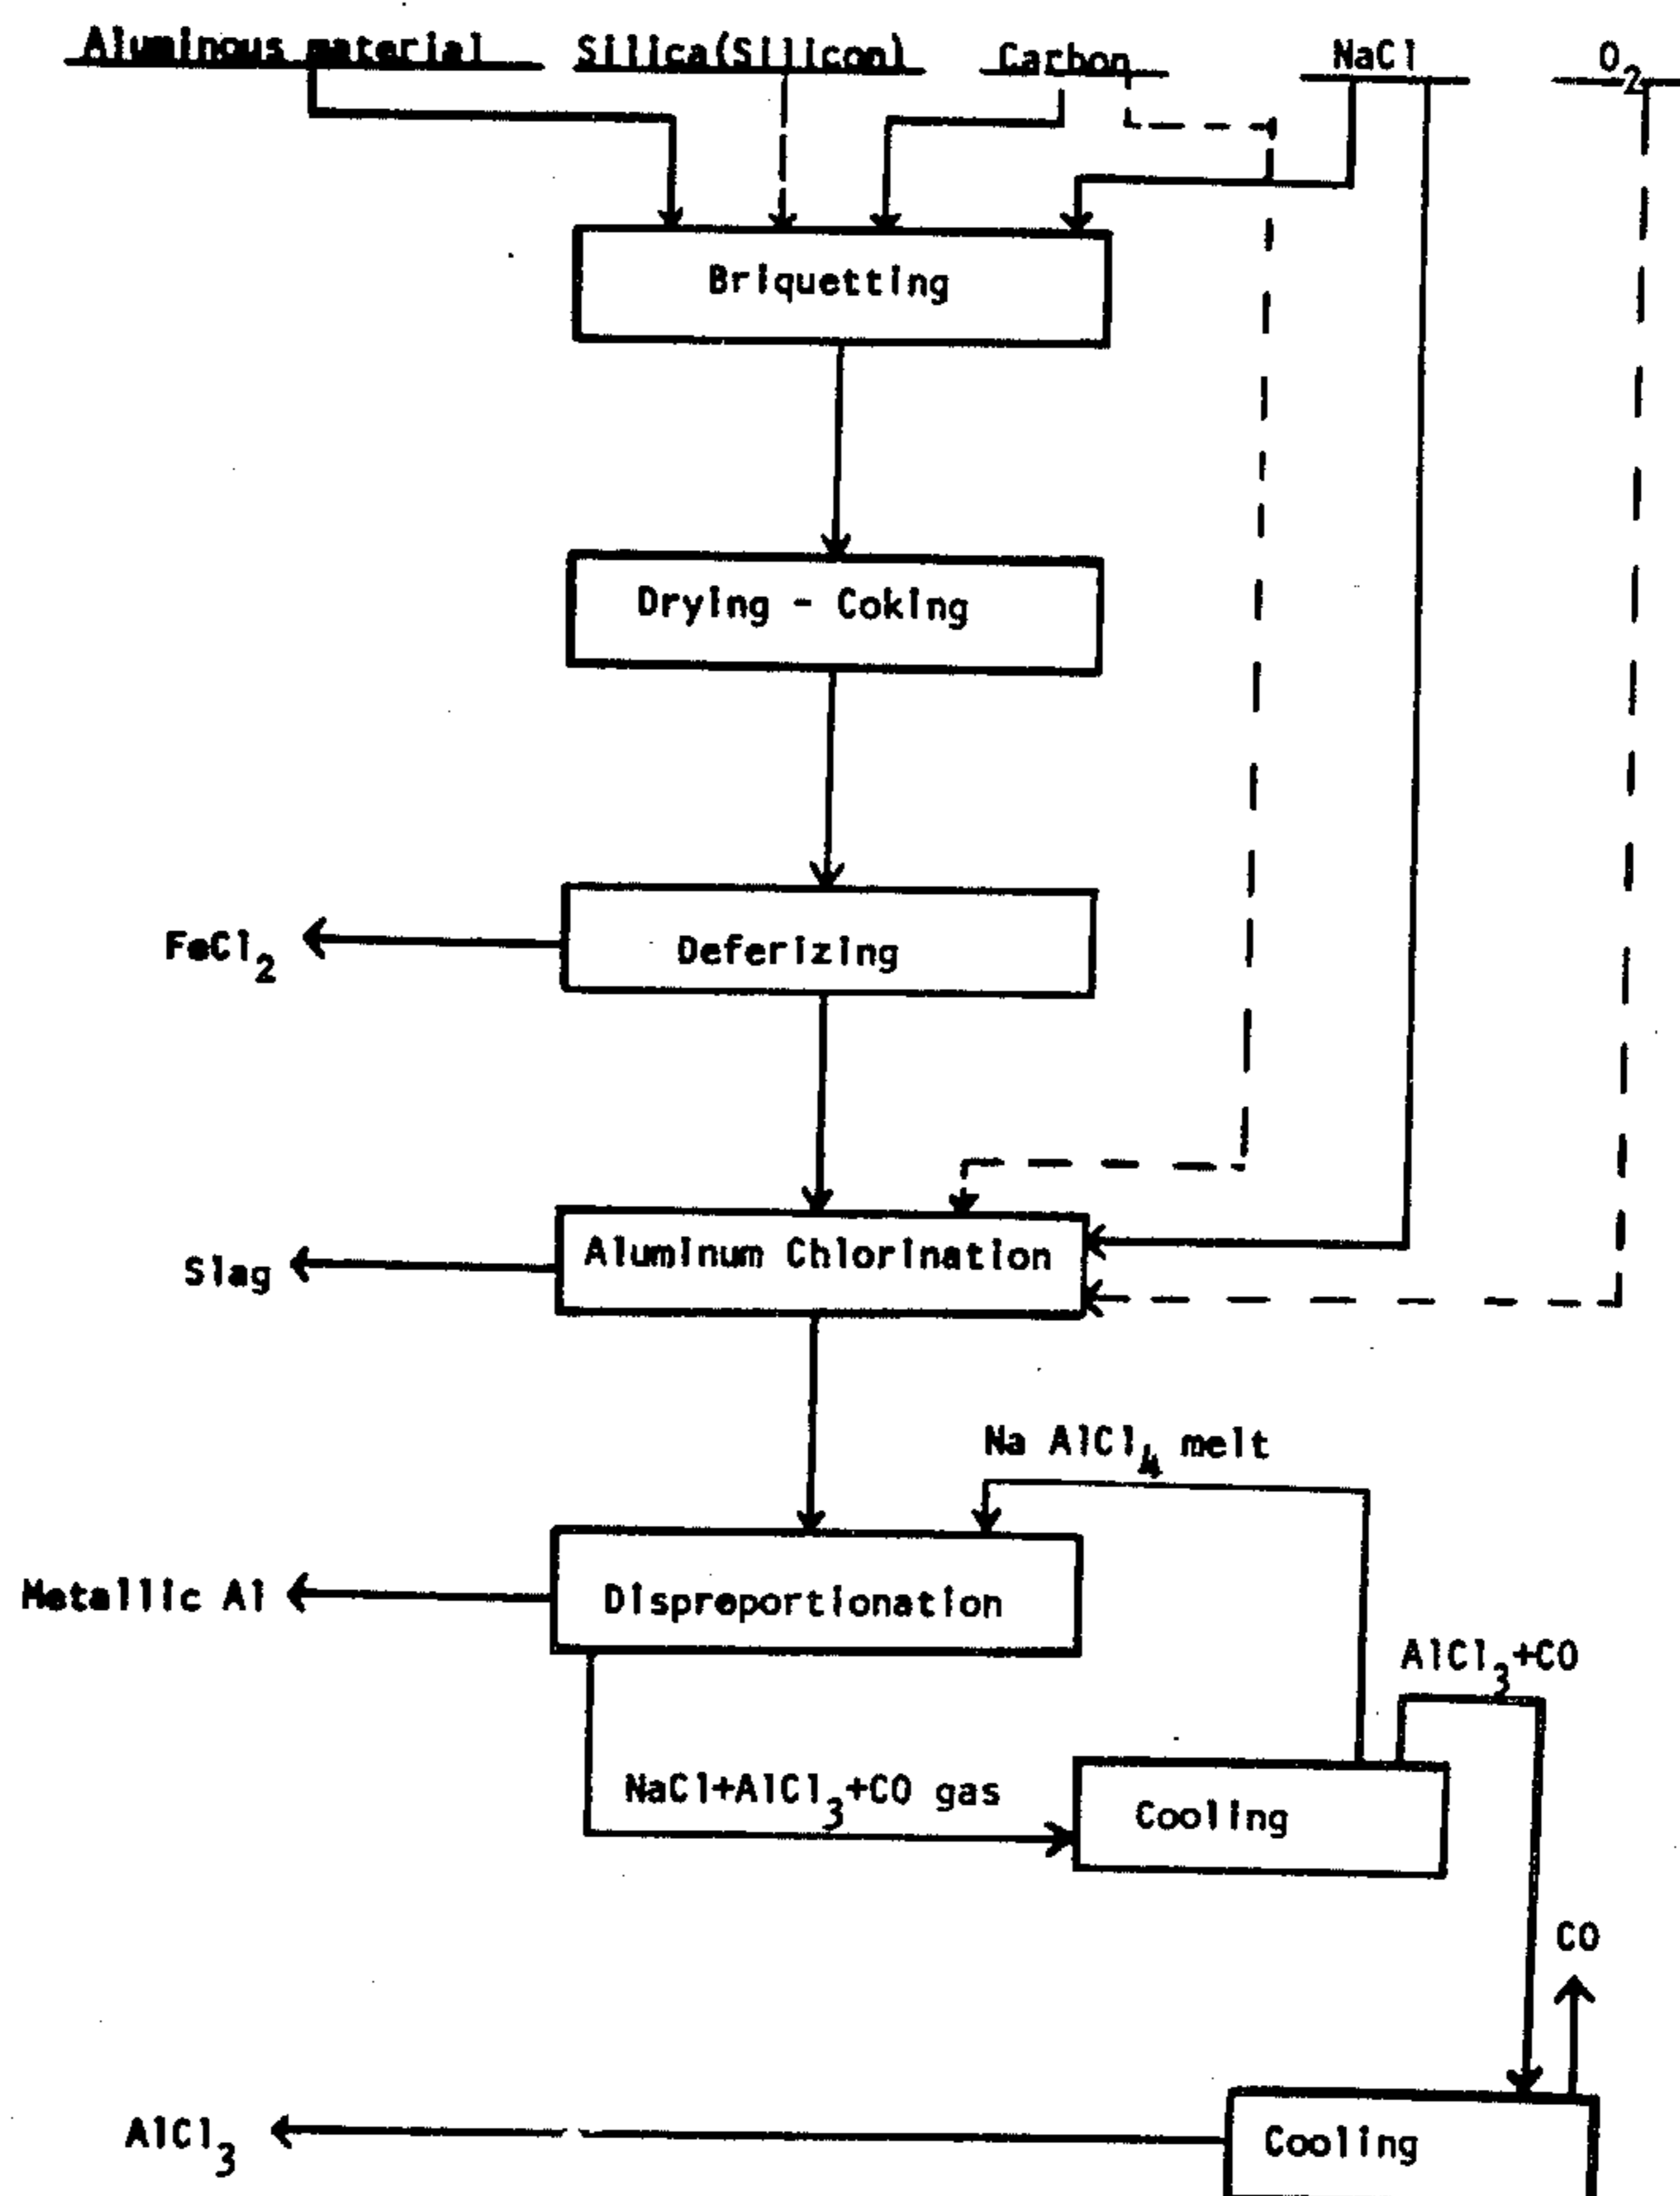 Aluminous material Silica(Silicon) Carbon NaCl O2
Briquetting
Drying - Coking
FeCl2
Deferizing
Aluminum Chlorination
Slag
Na AlCl4 melt
Metallic Al
Disproportionation
AlCl3+CO
NaCl+AlCl3+CO gas
Cooling
CO
AlCl3
Cooling